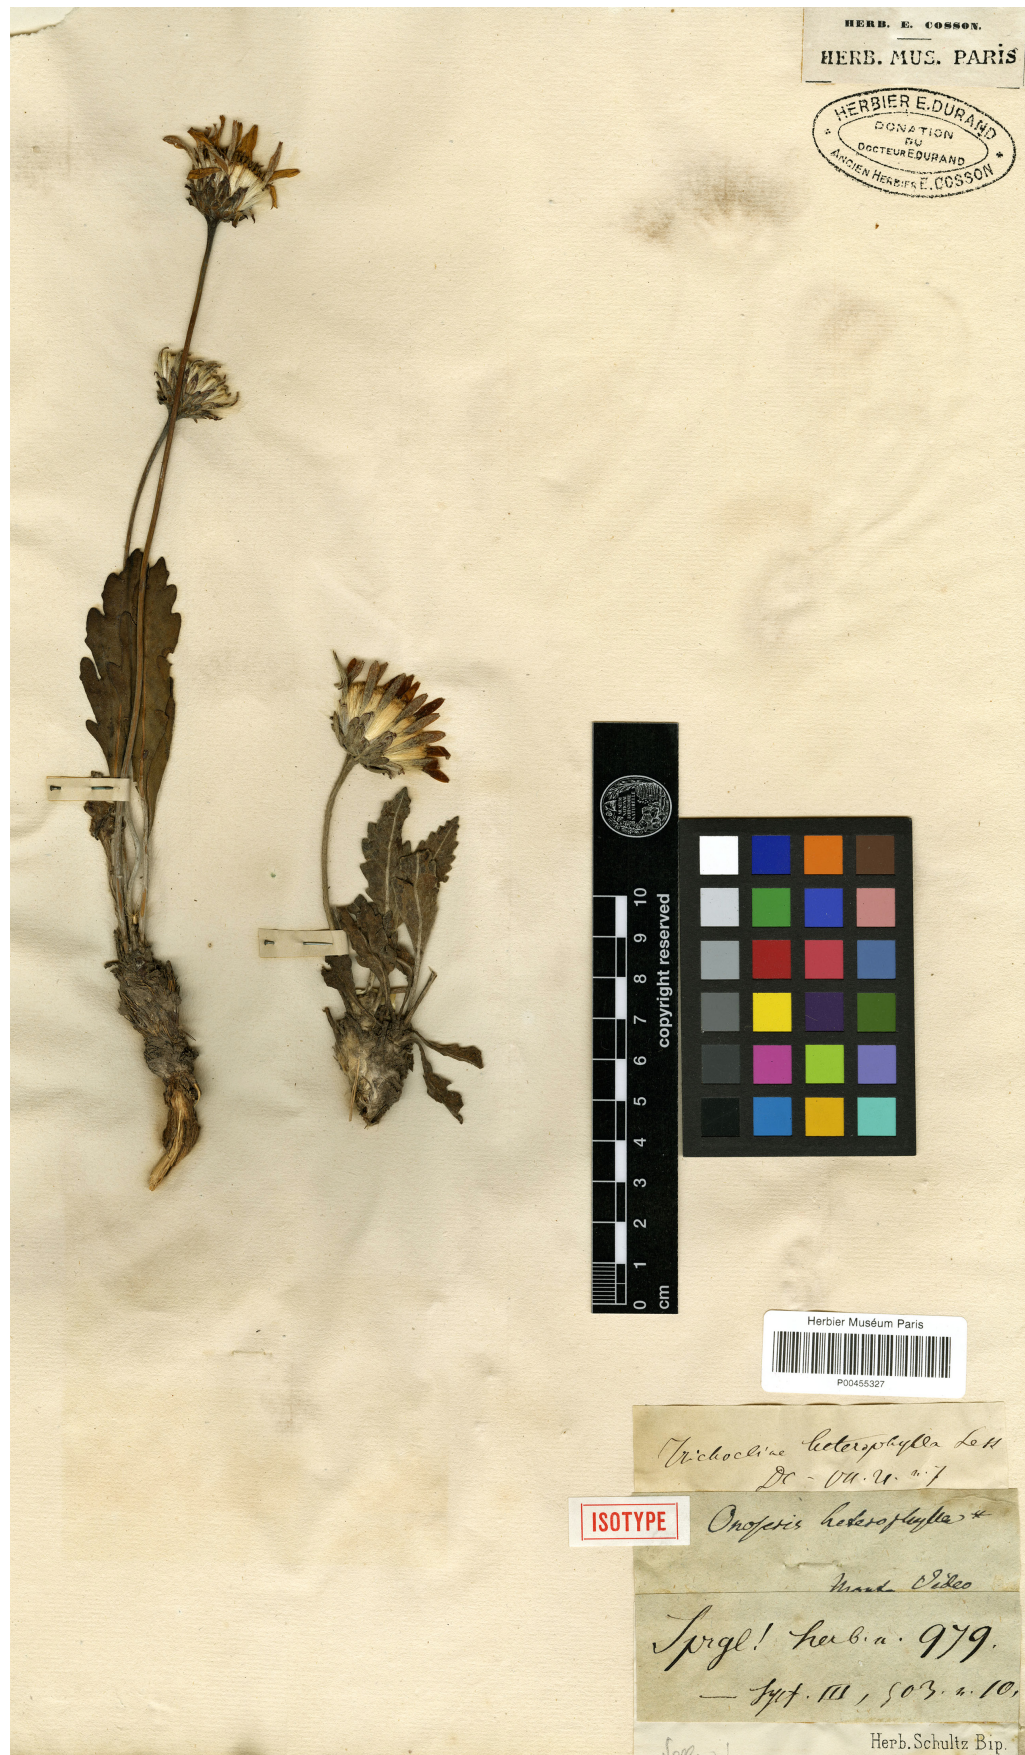 HERB. E. COSSON.
HERB. MUS. PARIS
HERBIER E. DURAND
DONATION
DU
DOCTEUR E. DURAND
ANCIEN HERBIER E. COSSON
10
9
8
7
6
5
4
3
2
1
0
cm
copyright reserved
Herbier Muséum Paris
P00455327
Trichocline heterophylla Less
DC - VII. 21. n. 7
ISOTYPE
Onoseris heterophylla *
Monte Video
Sprgl! herb. n. 979.
— Syst. III, 503. n. 10.
Herb. Schultz Bip.